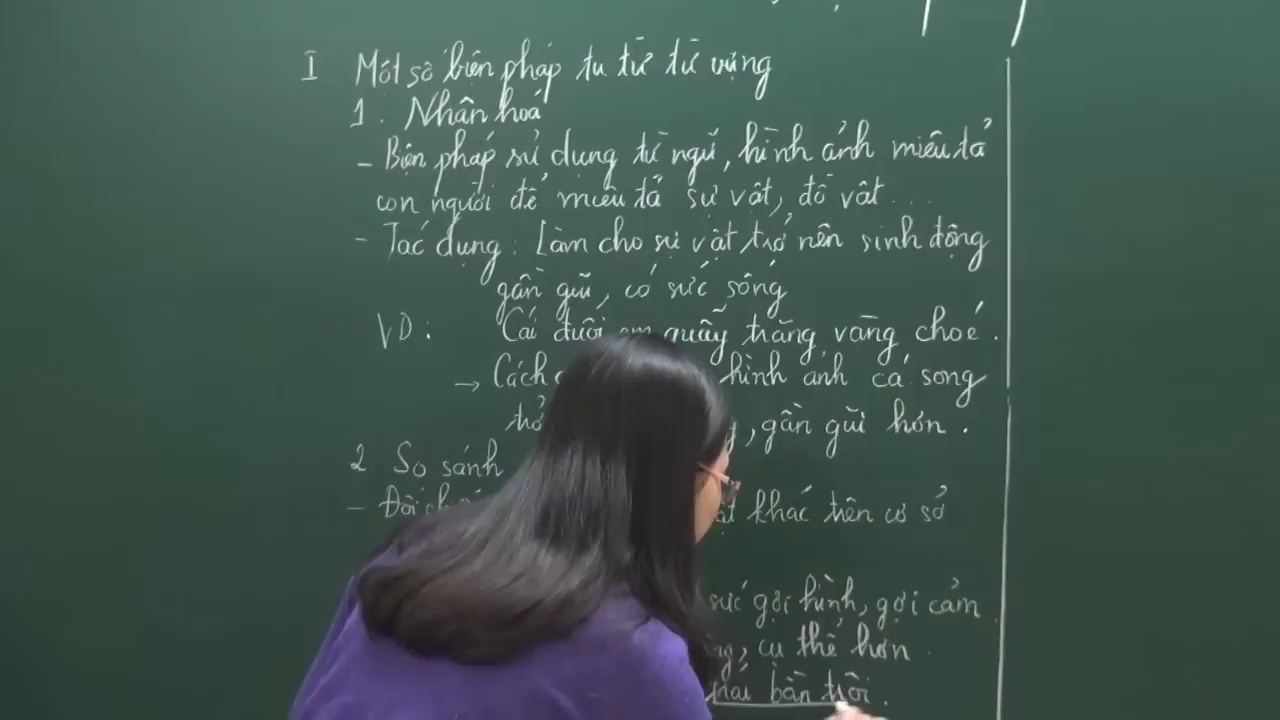 I Một số biện pháp tu từ từ vựng
1. Nhân hoá
- Biện pháp sử dụng từ ngữ, hình ảnh miêu tả
con người để miêu tả sự vật, đồ vật...
- Tác dụng: Làm cho sự vật trở nên sinh động
gần gũi, có sức sống
VD: Cái đuôi em quẫy trăng vàng choé.
→ Cách hình ảnh cá song
gần gũi hơn.
2 So sánh
- Đối khác trên cơ sở
sức gợi hình, gợi cảm
cụ thể hơn